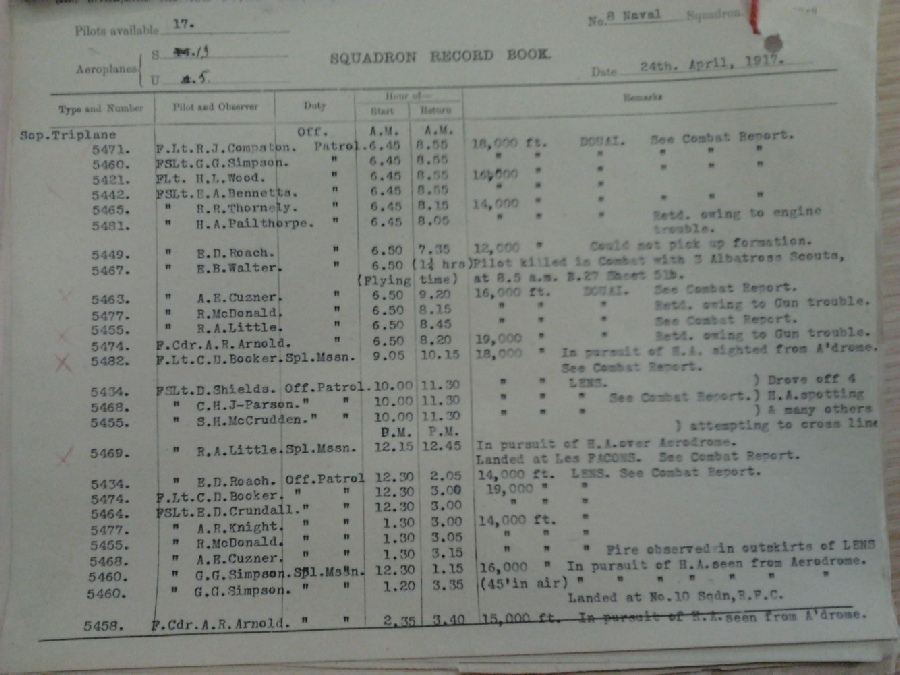 Pilots available 17.
No. 8 Naval Squadron.
Aeroplanes { S 13
U 5.
SQUADRON RECORD BOOK.
Date 24th. April, 1917.
Type and Number Pilot and Observer Duty Hour of— Start Return Remarks
Sop.Triplane Off. A.M. A.M.
5471. F.Lt.R.J.Compston. Patrol. 6.45 8.55 18,000 ft. DOUAI. See Combat Report.
5460. FSLt.G.G.Simpson. " 6.45 8.55 " " " " " "
5421. FLt. H.L.Wood. " 6.45 8.55 16,000 " "
5442. FSLt.E.A.Bennetts. " 6.45 8.55 " " " " " "
5465. " R.R.Thornely. " 6.45 8.15 14,000 " "
5481. " H.A.Pailthorpe. " 6.45 8.05 " " " Retd. owing to engine
trouble.
5449. " E.D.Roach. " 6.50 7.35 12,000 " Could not pick up formation.
5467. " E.B.Walter. " 6.50 (1¼ hrs) Pilot killed in Combat with 3 Albatross Scouts,
(Flying time) at 8.5 a.m. B.27 Sheet 51b.
5463. " A.E.Cuzner. " 6.50 9.20 16,000 ft. DOUAI. See Combat Report.
5477. " R.McDonald. " 6.50 8.15 " " " Retd. owing to Gun trouble.
5455. " R.A.Little. " 6.50 8.45 " " " See Combat Report.
5474. F.Cdr.A.R.Arnold. " 6.50 8.20 19,000 " " Retd. owing to Gun trouble.
5482. F.Lt.C.D.Booker. Spl.Mssn. 9.05 10.15 18,000 " In pursuit of H.A. sighted from A'drome.
See Combat Report.
5434. FSLt.D.Shields. Off.Patrol. 10.00 11.30 " " LENS. ) Drove off 4
5468. " C.H.J-Parson. " " 10.00 11.30 " " " See Combat Report.) H.A.spotting
5455. " S.H.McCrudden. " " 10.00 11.30 " " " ) & many others
P.M. P.M. ) attempting to cross line
5469. " R.A.Little. Spl.Mssn. 12.15 12.45 In pursuit of H.A.over Aerodrome.
Landed at Les FACONS. See Combat Report.
5434. " E.D.Roach. Off.Patrol 12.30 2.05 14,000 ft. LENS. See Combat Report.
5474. F.Lt.C.D.Booker. " " 12.30 3.00 19,000 " "
5464. FSLt.E.D.Crundall. " " 12.30 3.00 " " "
5477. " A.R.Knight. " " 1.30 3.00 14,000 ft. "
5455. " R.McDonald. " " 1.30 3.05 " " "
5468. " A.E.Cuzner. " " 1.30 3.15 " " " Fire observed in outskirts of LENS
5460. " G.G.Simpson. Spl.Mssn. 12.30 1.15 16,000 " In pursuit of H.A.seen from Aerodrome.
5460. " G.G.Simpson. " " 1.20 3.35 (45'in air) " " " " " " "
Landed at No.10 Sqdn,R.F.C.
5458. F.Cdr.A.R.Arnold. " " 2.35 3.40 15,000 ft. In pursuit of H.A.seen from A'drome.